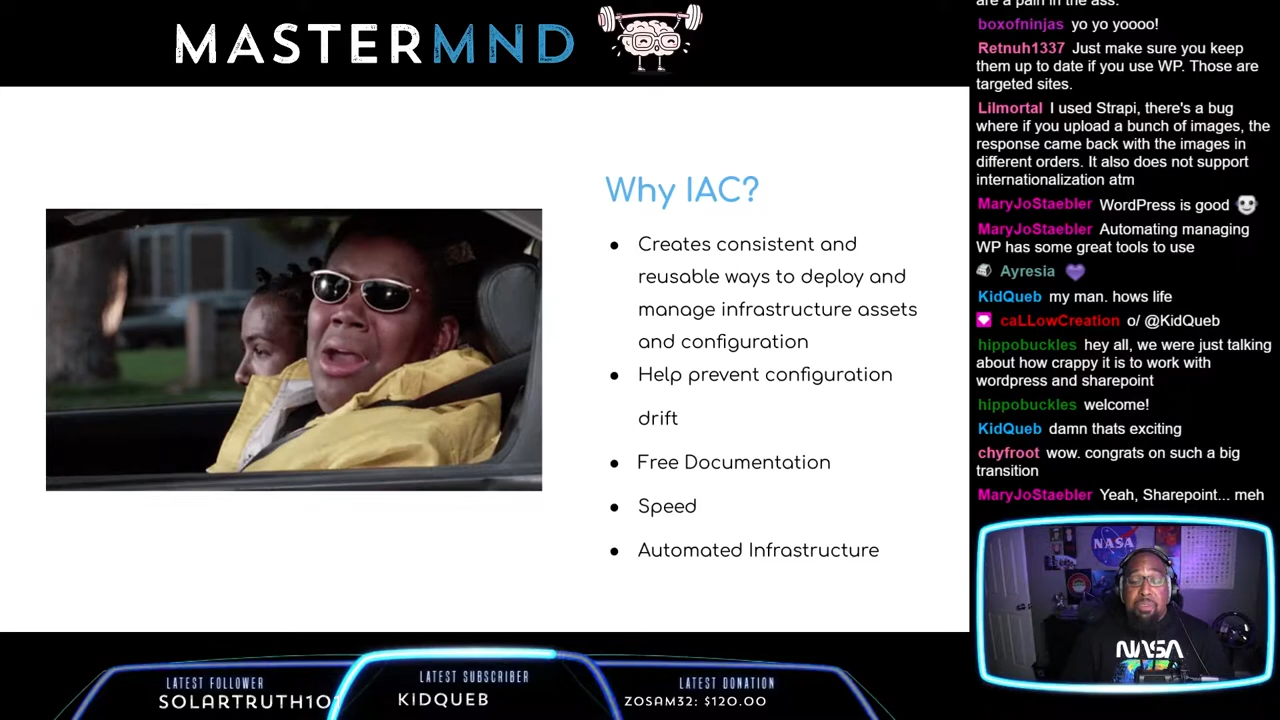 MASTERMND
Why IAC?
● Creates consistent and
reusable ways to deploy and
manage infrastructure assets
and configuration
● Help prevent configuration
drift
● Free Documentation
● Speed
● Automated Infrastructure
are a pain in the ass.
boxofninjas yo yo yoooo!
Retnuh1337 Just make sure you keep
them up to date if you use WP. Those are
targeted sites.
Lilmortal I used Strapi, there's a bug
where if you upload a bunch of images, the
response came back with the images in
different orders. It also does not support
internationalization atm
MaryJoStaebler WordPress is good
MaryJoStaebler Automating managing
WP has some great tools to use
Ayresia
KidQueb my man. hows life
caLLowCreation o/ @KidQueb
hippobuckles hey all, we were just talking
about how crappy it is to work with
wordpress and sharepoint
hippobuckles welcome!
KidQueb damn thats exciting
chyfroot wow. congrats on such a big
transition
MaryJoStaebler Yeah, Sharepoint... meh
NASA
NASA
LATEST FOLLOWER
SOLARTRUTH101
LATEST SUBSCRIBER
KIDQUEB
LATEST DONATION
ZOSAM32: $120.00